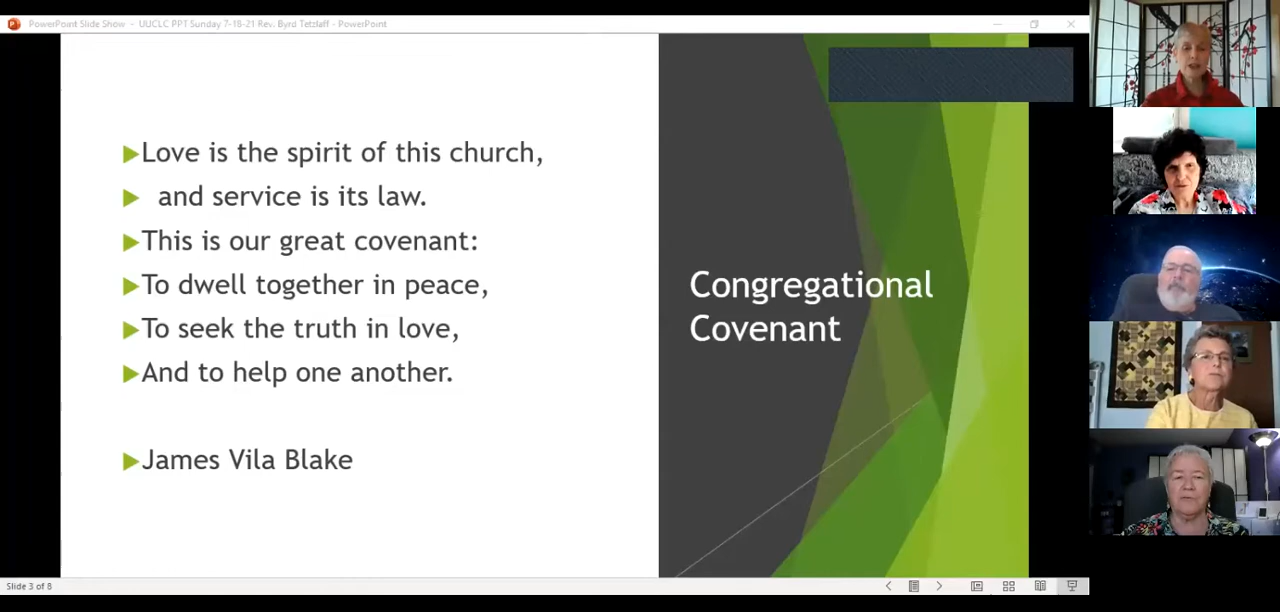 PowerPoint Slide Show - UUCLC PPT Sunday 7-18-21 Rev. Byrd Tetzlaff - PowerPoint
Love is the spirit of this church,
and service is its law.
This is our great covenant:
To dwell together in peace,
To seek the truth in love,
And to help one another.
James Vila Blake
Congregational
Covenant
Slide 3 of 8